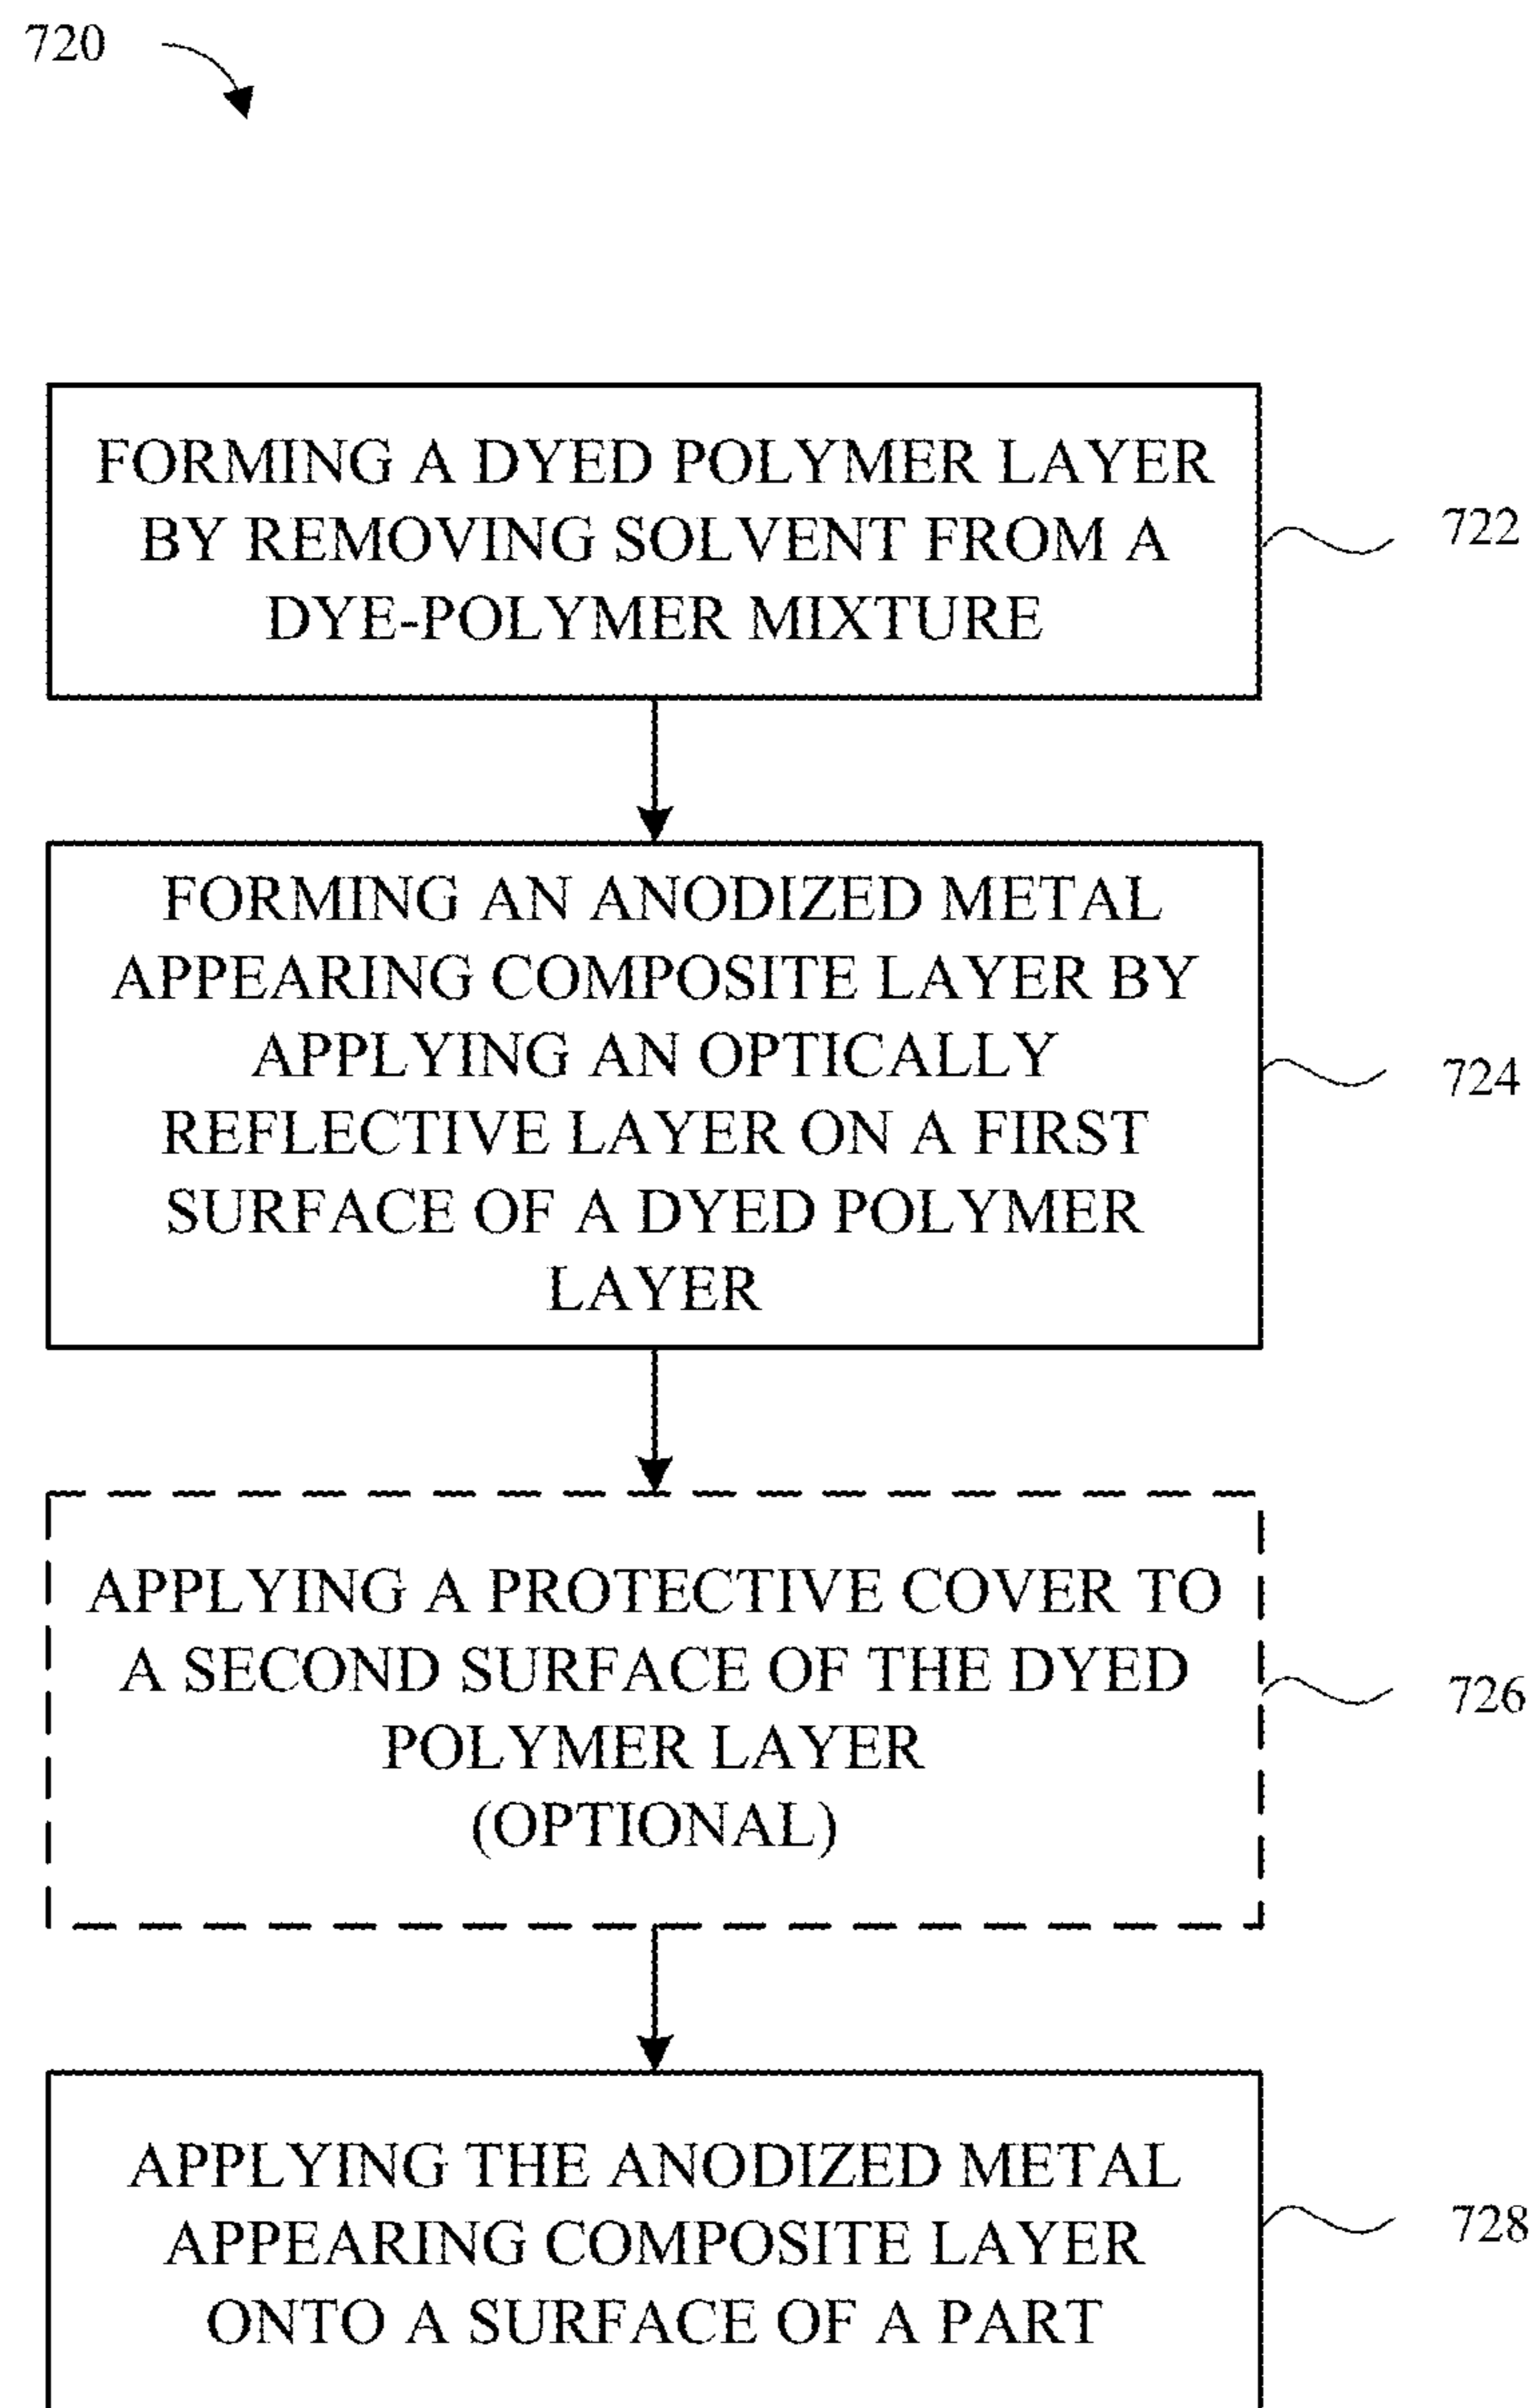 720
FORMING A DYED POLYMER LAYER
BY REMOVING SOLVENT FROM A
DYE-POLYMER MIXTURE
722
FORMING AN ANODIZED METAL
APPEARING COMPOSITE LAYER BY
APPLYING AN OPTICALLY
REFLECTIVE LAYER ON A FIRST
SURFACE OF A DYED POLYMER
LAYER
724
APPLYING A PROTECTIVE COVER TO
A SECOND SURFACE OF THE DYED
POLYMER LAYER
(OPTIONAL)
726
APPLYING THE ANODIZED METAL
APPEARING COMPOSITE LAYER
ONTO A SURFACE OF A PART
728